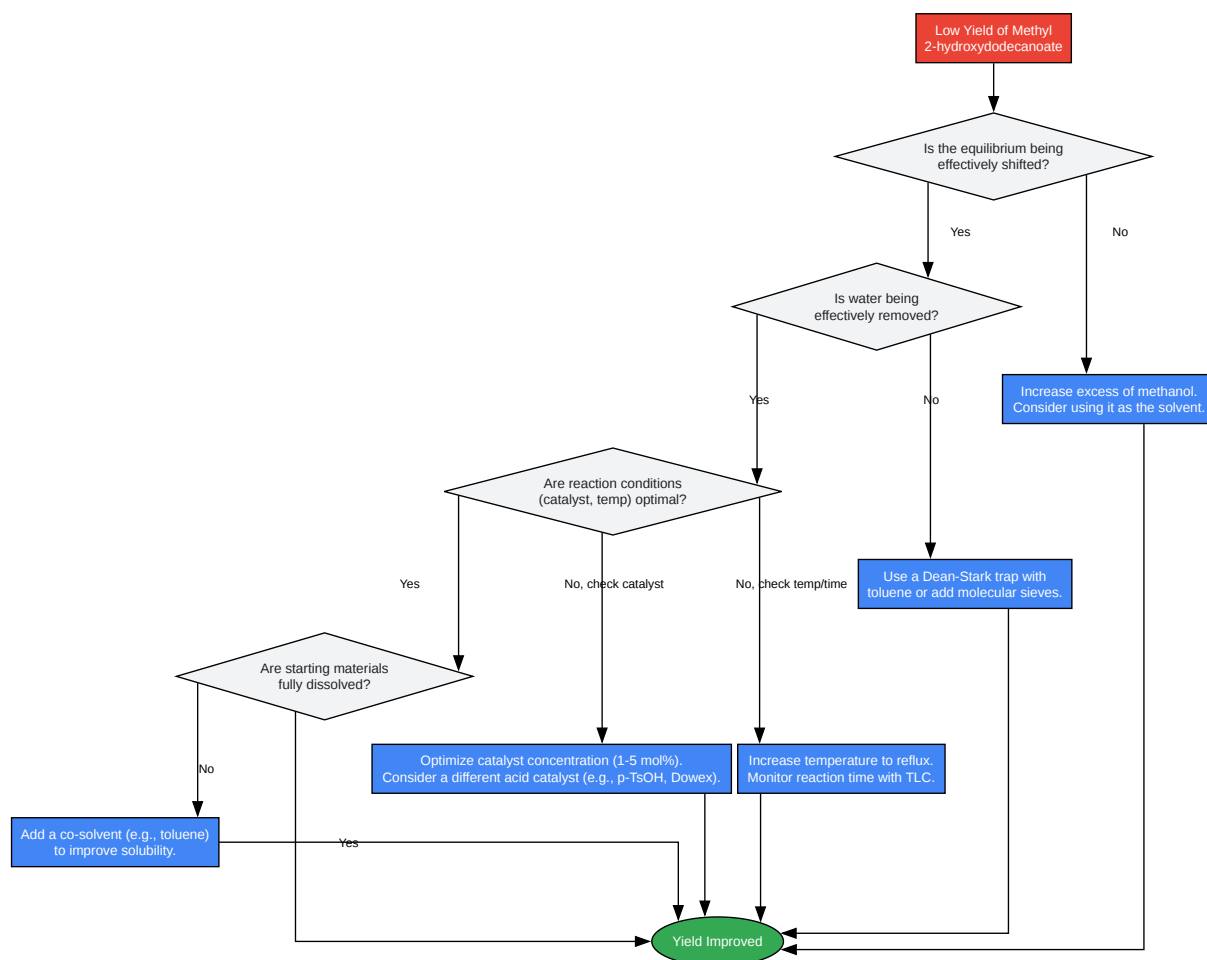 Low Yield of Methyl
2-hydroxydodecanoate
Is the equilibrium being
effectively shifted?
Yes
No
Is water being
effectively removed?
Increase excess of methanol.
Consider using it as the solvent.
Yes
No
Are reaction conditions
(catalyst, temp) optimal?
Use a Dean-Stark trap with
toluene or add molecular sieves.
Yes
No, check catalyst
No, check temp/time
Are starting materials
fully dissolved?
Optimize catalyst concentration (1-5 mol%).
Consider a different acid catalyst (e.g., p-TsOH, Dowex).
Increase temperature to reflux.
Monitor reaction time with TLC.
No
Add a co-solvent (e.g., toluene)
to improve solubility.
Yes
Yield Improved